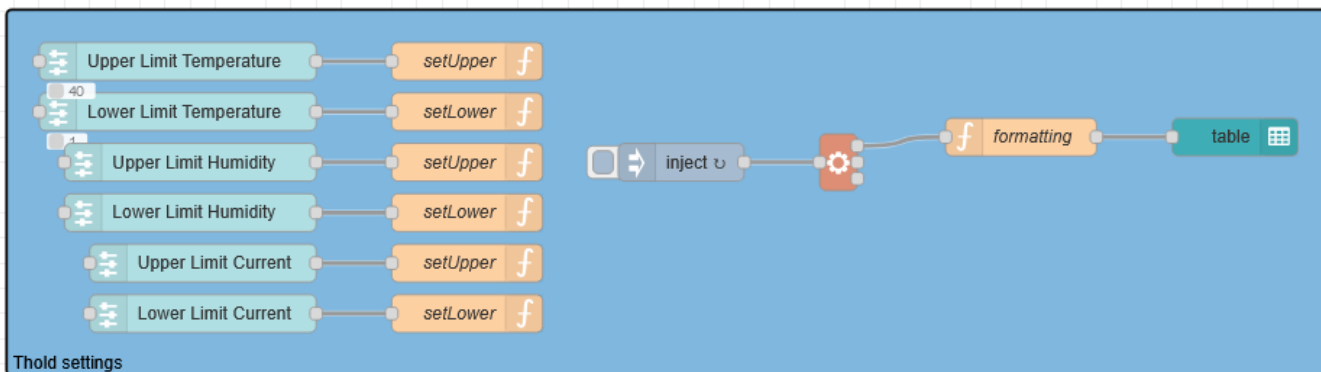 Upper Limit Temperature
setUpper
40
Lower Limit Temperature
setLower
1
Upper Limit Humidity
setUpper
Lower Limit Humidity
setLower
Upper Limit Current
setUpper
Lower Limit Current
setLower
inject ↻
formatting
table
Thold settings